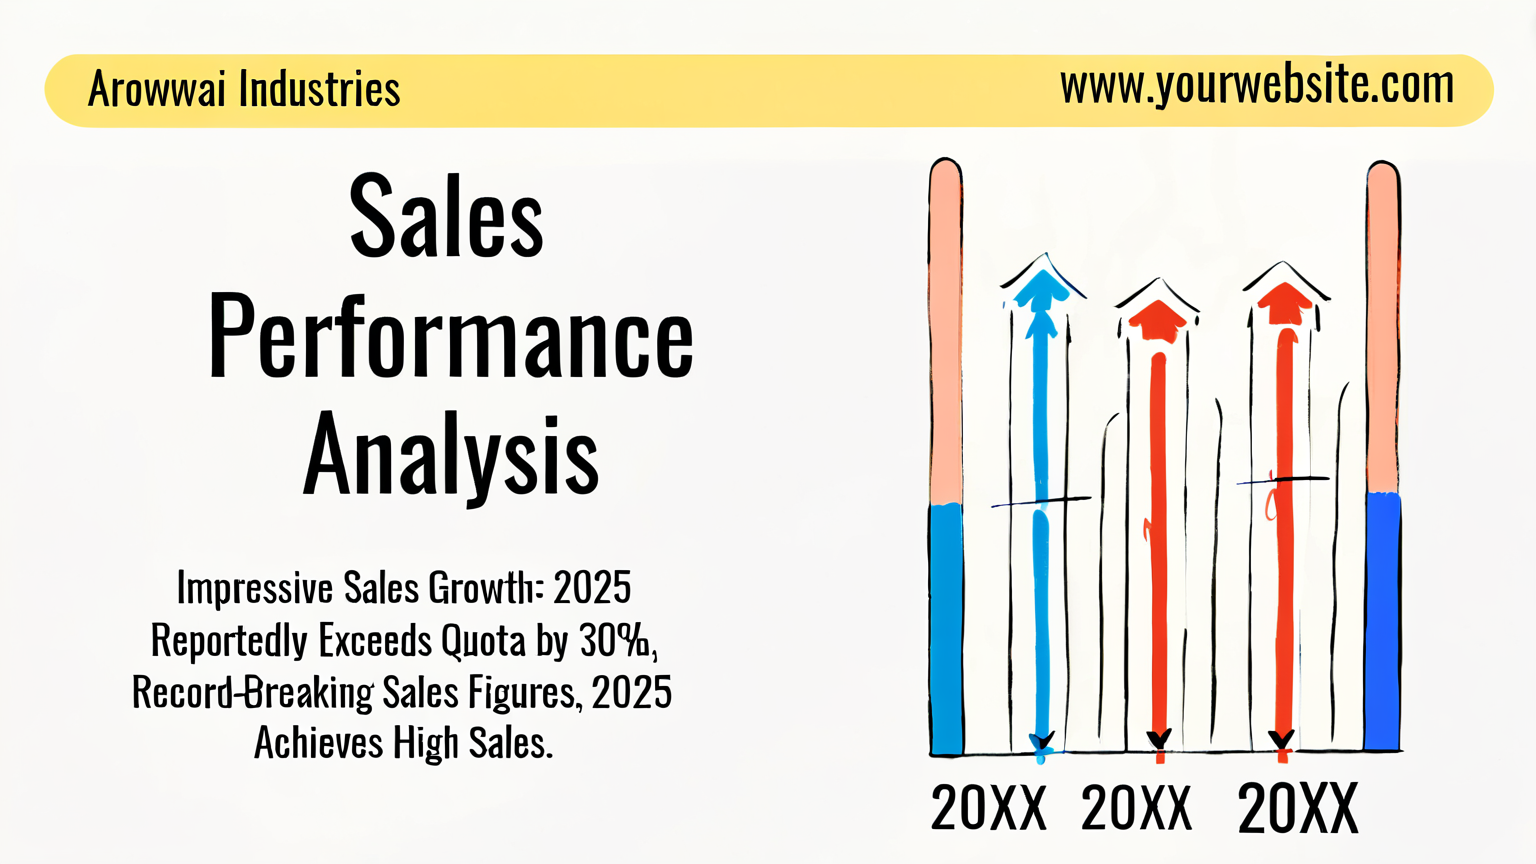 Arowwai Industries
www.yourwebsite.com
Sales
Performance
Analysis
Impressive Sales Growth: 2025
Reportedly Exceeds Quota by 30%,
Record-Breaking Sales Figures, 2025
Achieves High Sales.
20XX 20XX 20XX